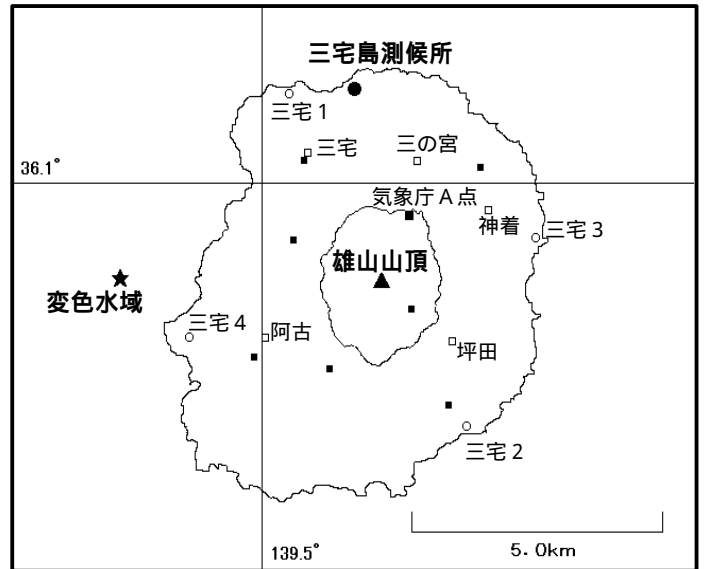 三宅島測候所
三宅1
三宅
三の宮
36.1°
気象庁A点
神着
三宅3
雄山山頂
変色水域
三宅4
阿古
坪田
三宅2
139.5°
5.0km